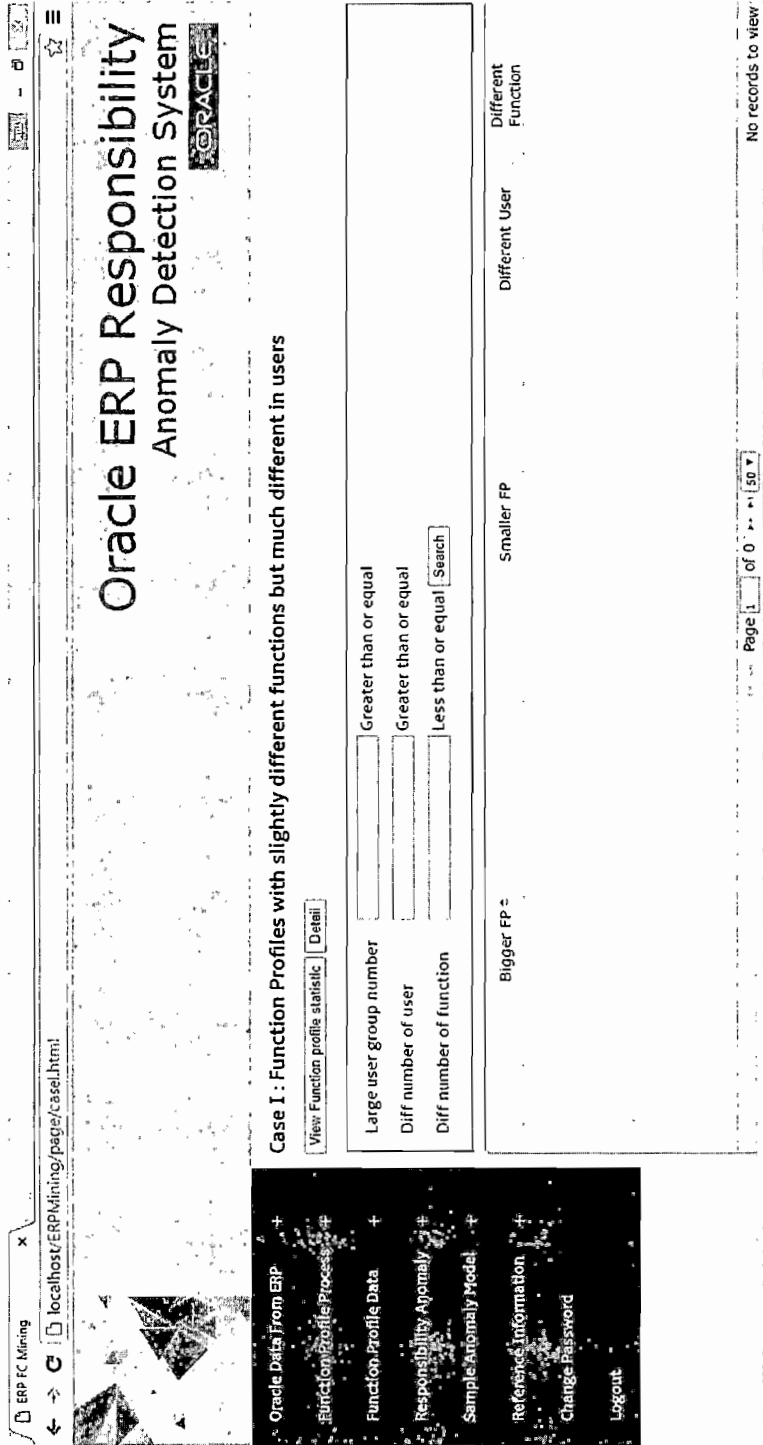 ERP FC Mining
localhost/ERPMining/page/caseI.html
Oracle ERP Responsibility
Anomaly Detection System
ORACLE
Oracle Data From ERP +
Function Profile Process +
Function Profile Data +
Responsibility Anomaly +
Sample Anomaly Model +
Reference Information +
Change Password
Logout
Case I : Function Profiles with slightly different functions but much different in users
View Function profile statistic Detail
Large user group number Greater than or equal
Diff number of user Greater than or equal
Diff number of function Less than or equal Search
Bigger FP Smaller FP Different User Different Function
Page 1 of 0 50
No records to view